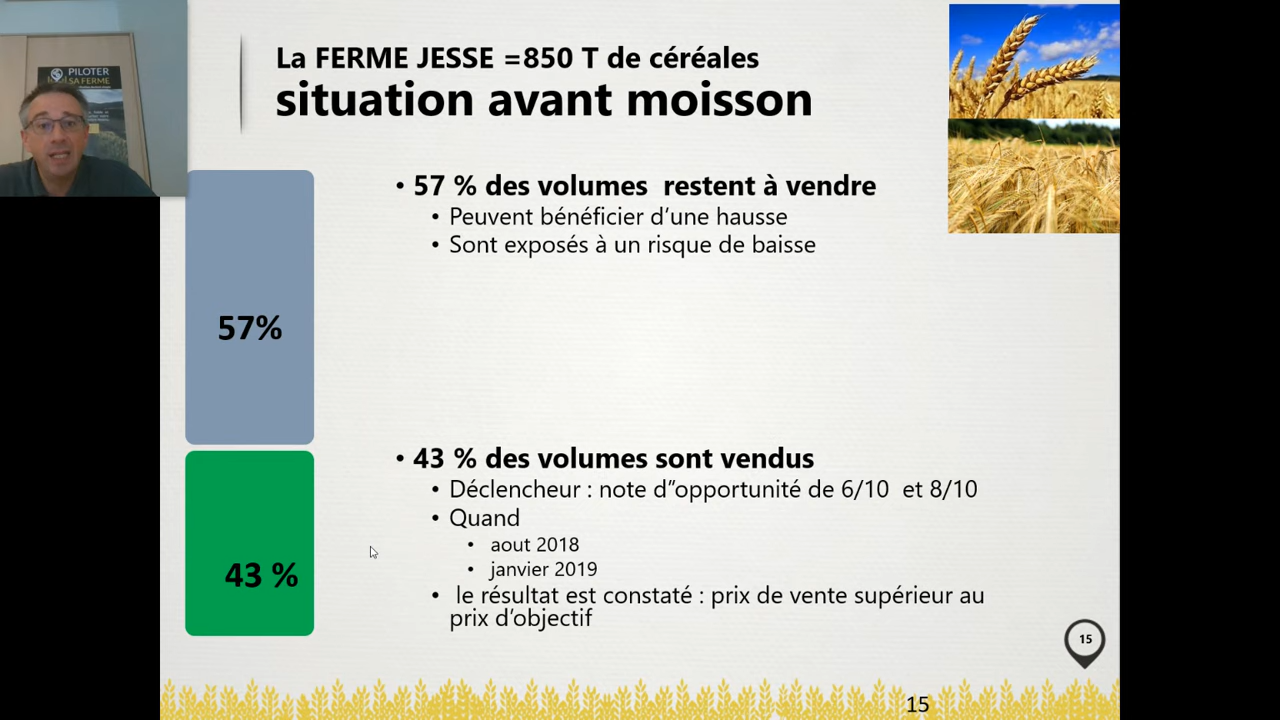 PILOTER
SA FERME
La FERME JESSE =850 T de céréales
situation avant moisson
57%
• 57 % des volumes  restent à vendre
• Peuvent bénéficier d’une hausse
• Sont exposés à un risque de baisse
43 %
• 43 % des volumes sont vendus
• Déclencheur : note d’’opportunité de 6/10  et 8/10
• Quand
• aout 2018
• janvier 2019
• le résultat est constaté : prix de vente supérieur au
prix d’objectif
15
15